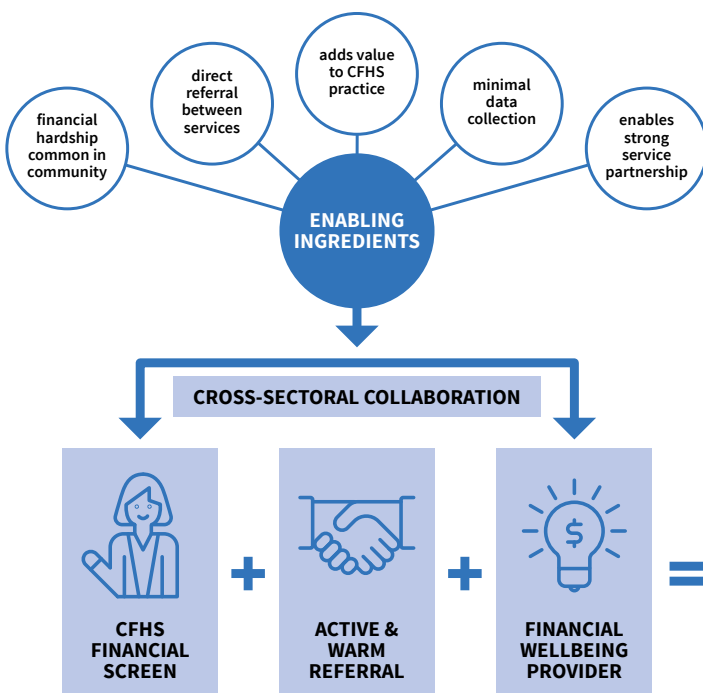 financial
hardship
common in
community
direct
referral
between
services
adds value
to CFHS
practice
minimal
data
collection
enables
strong
service
partnership
ENABLING
INGREDIENTS
CROSS-SECTORAL COLLABORATION
CFHS
FINANCIAL
SCREEN
+
ACTIVE &
WARM
REFERRAL
+
$
FINANCIAL
WELLBEING
PROVIDER
=